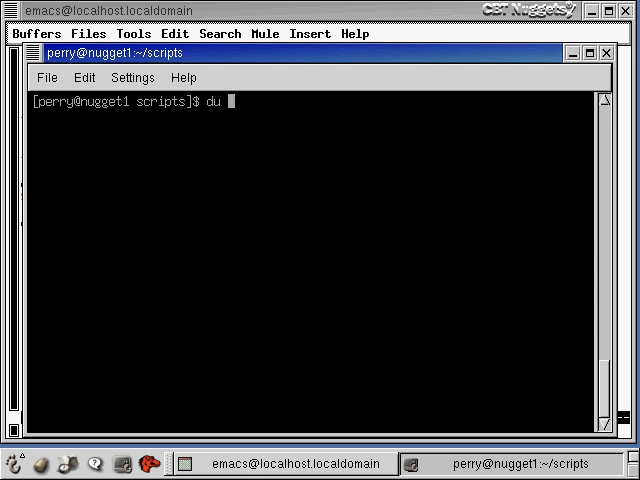 emacs@localhost.localdomain
CBT Nuggets
Buffers Files Tools Edit Search Mule Insert Help
perry@nugget1:~/scripts
File Edit Settings Help
[perry@nugget1 scripts]$ du
emacs@localhost.localdomain
perry@nugget1:~/scripts